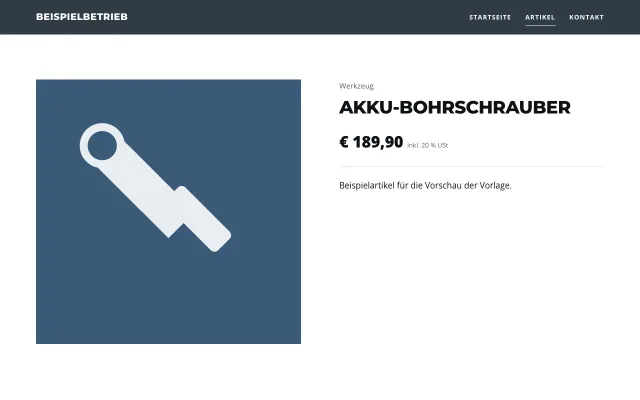 BEISPIELBETRIEB
STARTSEITE ARTIKEL KONTAKT
Werkzeug
AKKU-BOHRSCHRAUBER
€ 189,90 inkl. 20 % USt
Beispielartikel für die Vorschau der Vorlage.